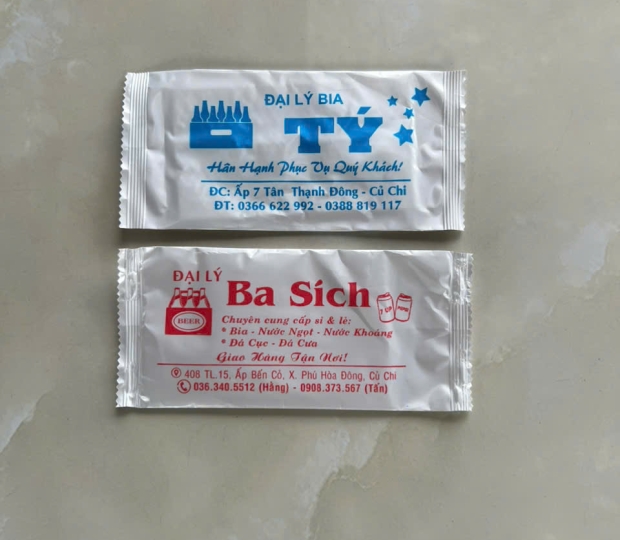 ĐẠI LÝ BIA
TÝ
Hân Hạnh Phục Vụ Quý Khách!
ĐC: Ấp 7 Tân Thạnh Đông - Củ Chi
ĐT: 0366 622 992 - 0388 819 117
ĐẠI LÝ
Ba Sích
BEER
7 UP
Chuyên cung cấp sỉ & lẻ:
* Bia - Nước Ngọt - Nước Khoáng
* Đá Cục - Đá Cưa
Giao Hàng Tận Nơi!
408 TL.15, Ấp Bến Cỏ, X. Phú Hòa Đông, Củ Chi
036.340.5512 (Hằng) - 0908.373.567 (Tấn)